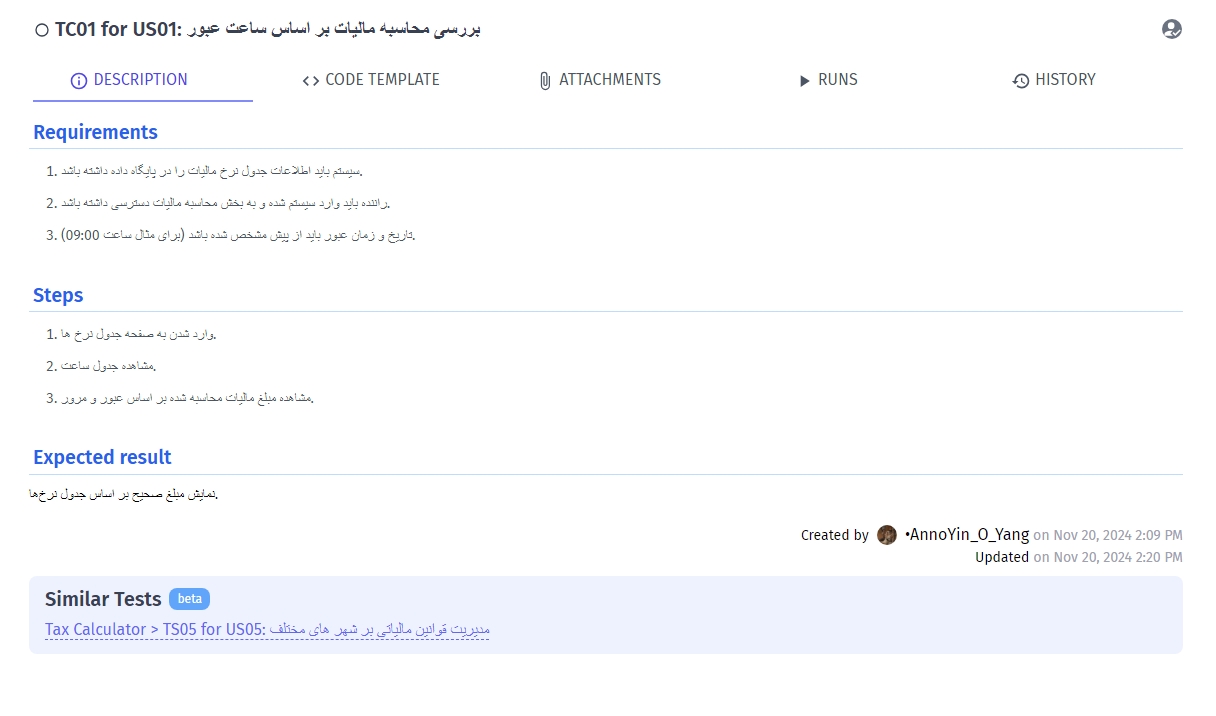 TC01 for US01: بررسی محاسبه مالیات بر اساس ساعت عبور
DESCRIPTION
CODE TEMPLATE
ATTACHMENTS
RUNS
HISTORY
Requirements
1. سیستم باید اطلاعات جدول نرخ مالیات را در پایگاه داده داشته باشد.
2. راننده باید وارد سیستم شده و به بخش محاسبه مالیات دسترسی داشته باشد.
3. تاریخ و زمان عبور باید از پیش مشخص شده باشد (برای مثال ساعت 09:00).
Steps
1. وارد شدن به صفحه جدول نرخ ها.
2. مشاهده جدول ساعت.
3. مشاهده مبلغ مالیات محاسبه شده بر اساس عبور و مرور.
Expected result
نمایش مبلغ صحیح بر اساس جدول نرخ‌ها.
Created by •AnnoYin_O_Yang on Nov 20, 2024 2:09 PM
Updated on Nov 20, 2024 2:20 PM
Similar Tests beta
Tax Calculator > TS05 for US05: مدیریت قوانین مالیاتی بر شهر های مختلف